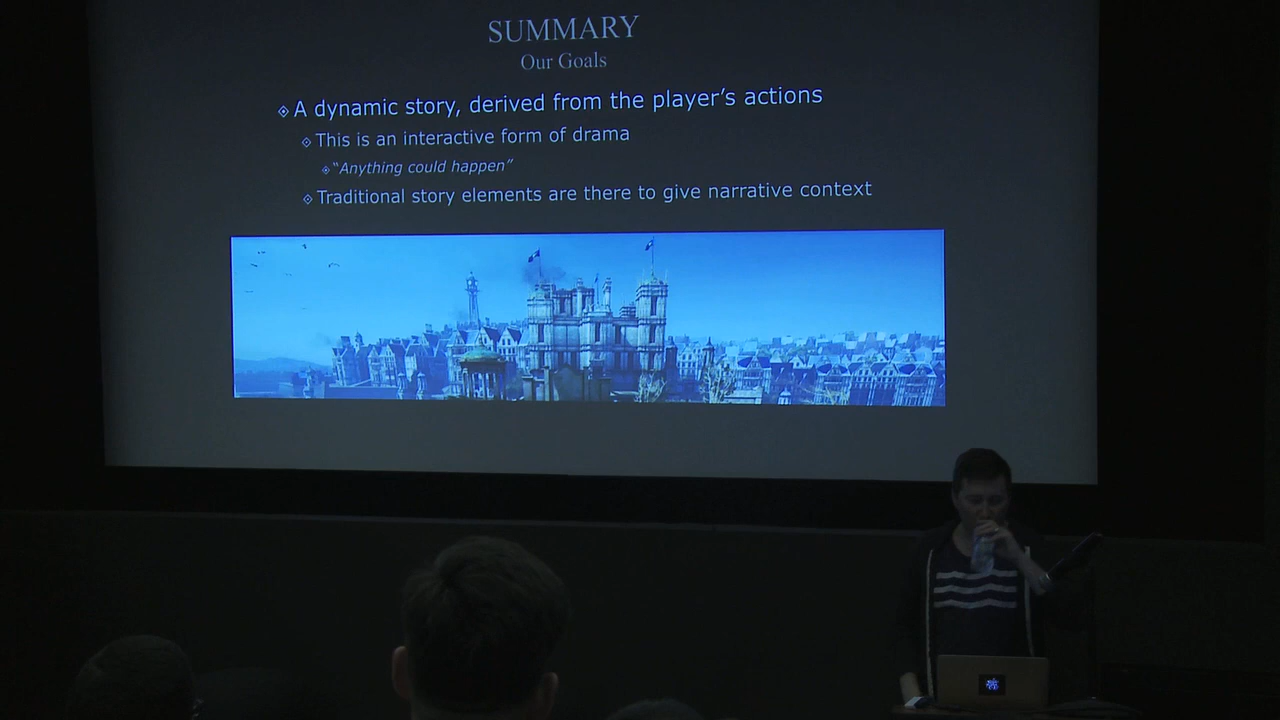 SUMMARY
Our Goals
A dynamic story, derived from the player's actions
This is an interactive form of drama
"Anything could happen"
Traditional story elements are there to give narrative context